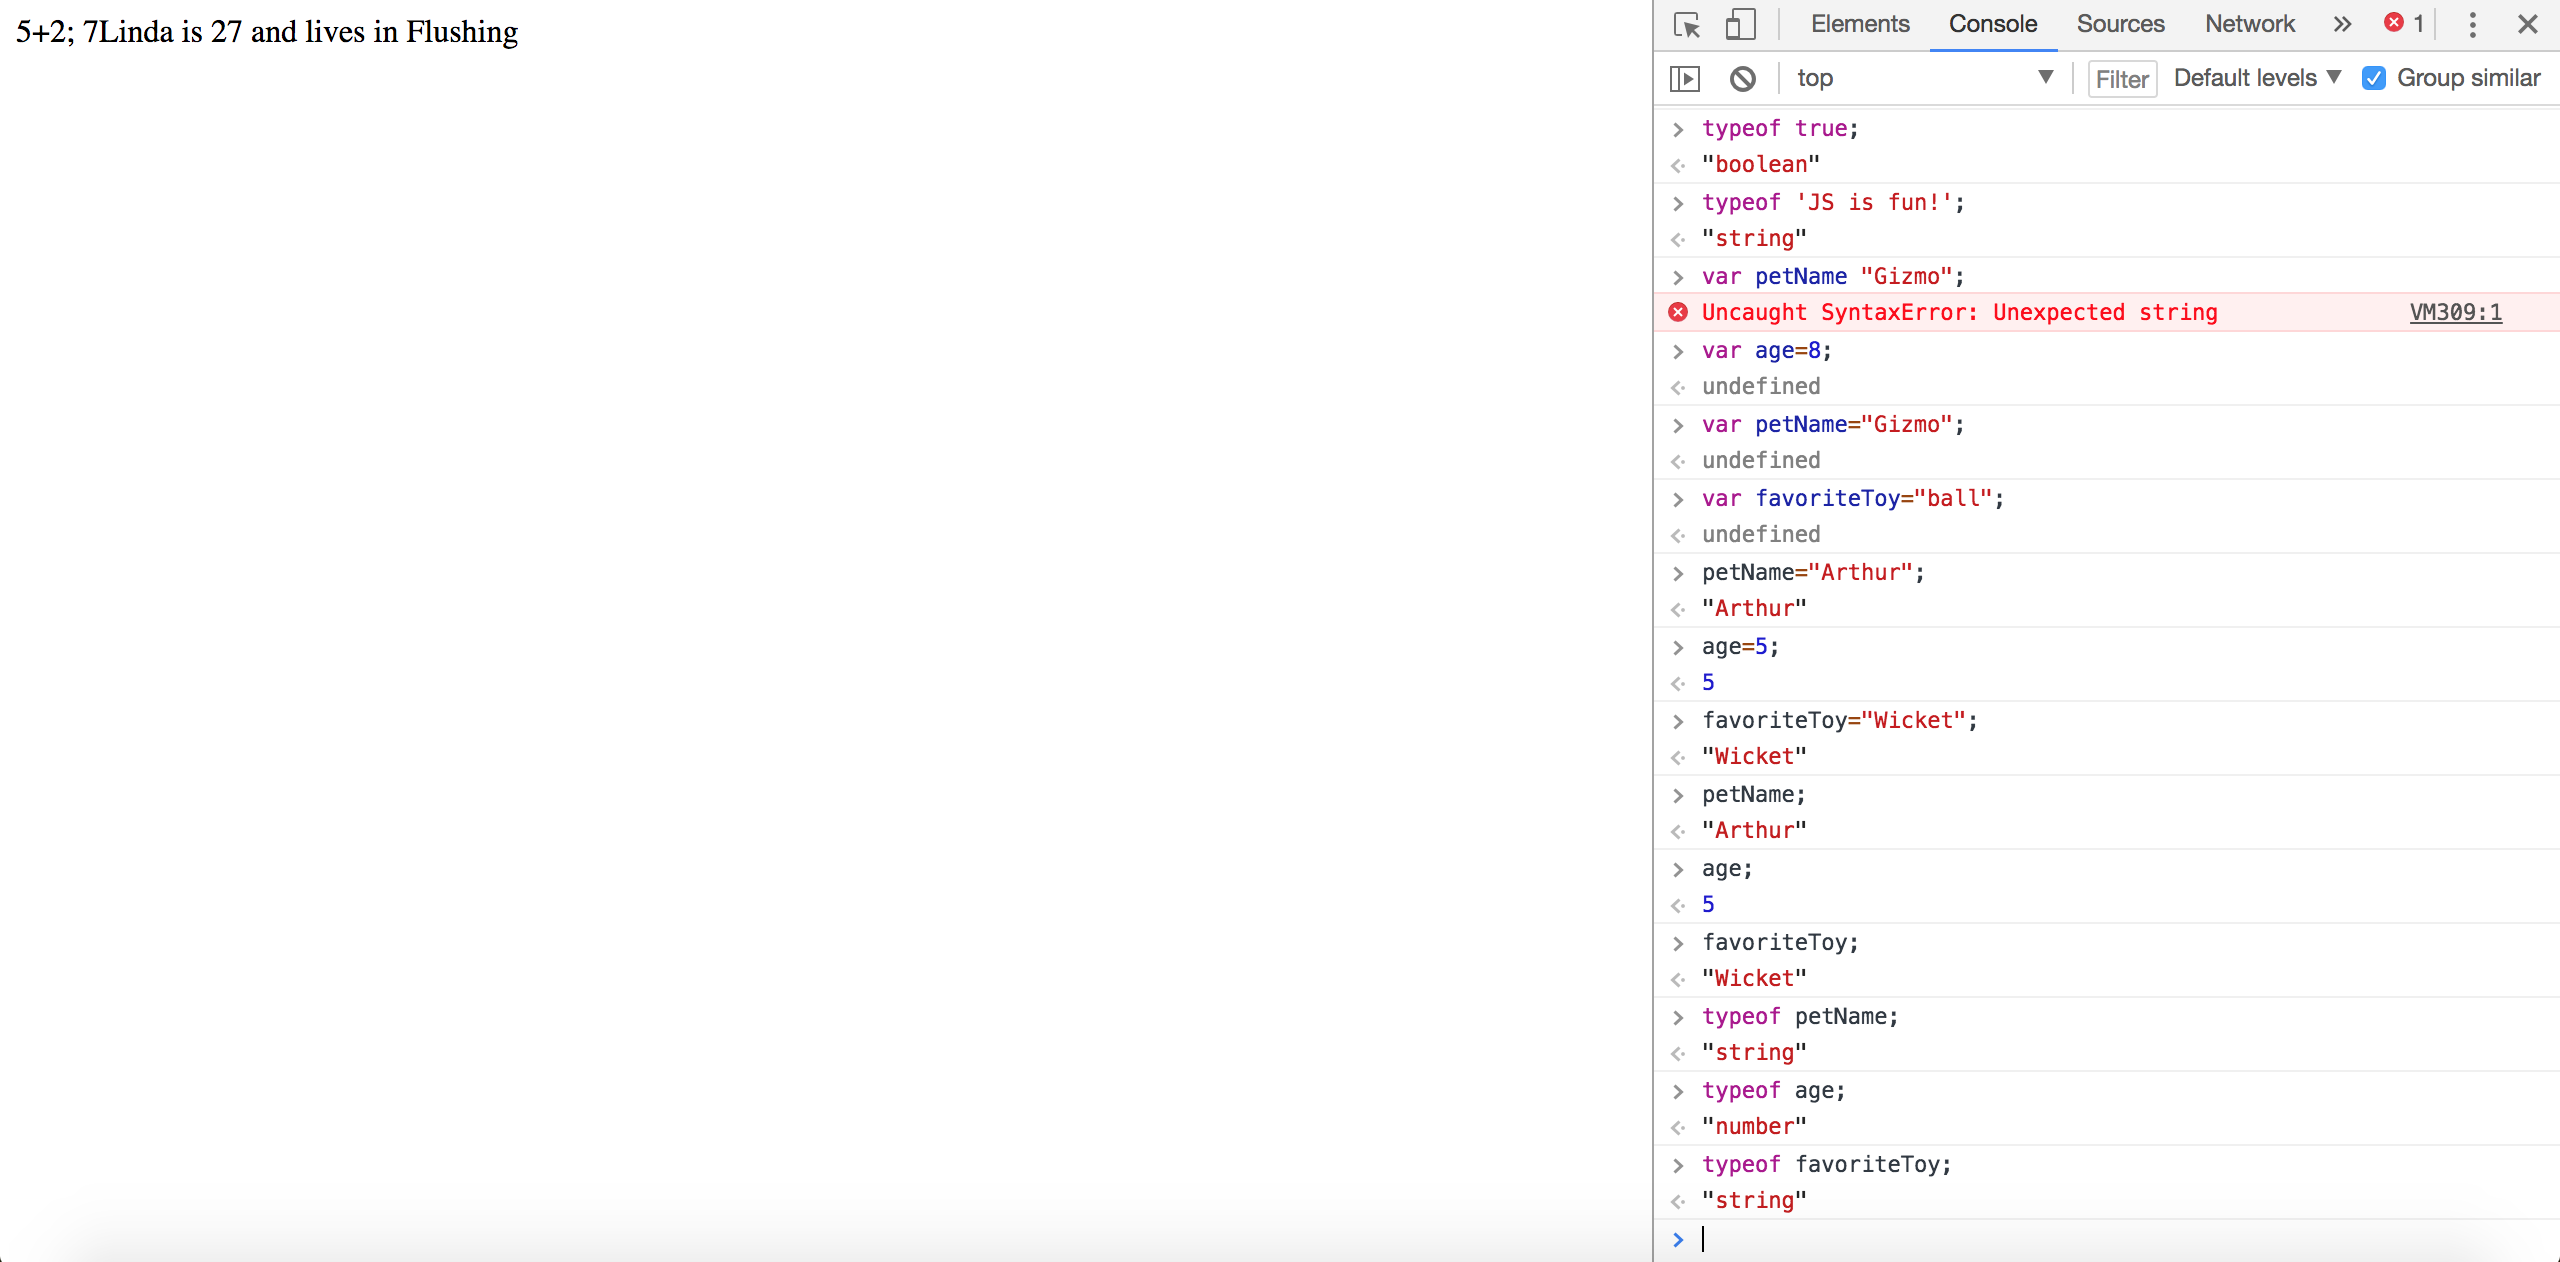 5+2; 7Linda is 27 and lives in Flushing
Elements Console Sources Network » 1
top Filter Default levels Group similar
> typeof true;
"boolean"
> typeof 'JS is fun!';
"string"
> var petName "Gizmo";
Uncaught SyntaxError: Unexpected string VM309:1
> var age=8;
undefined
> var petName="Gizmo";
undefined
> var favoriteToy="ball";
undefined
> petName="Arthur";
"Arthur"
> age=5;
5
> favoriteToy="Wicket";
"Wicket"
> petName;
"Arthur"
> age;
5
> favoriteToy;
"Wicket"
> typeof petName;
"string"
> typeof age;
"number"
> typeof favoriteToy;
"string"
>